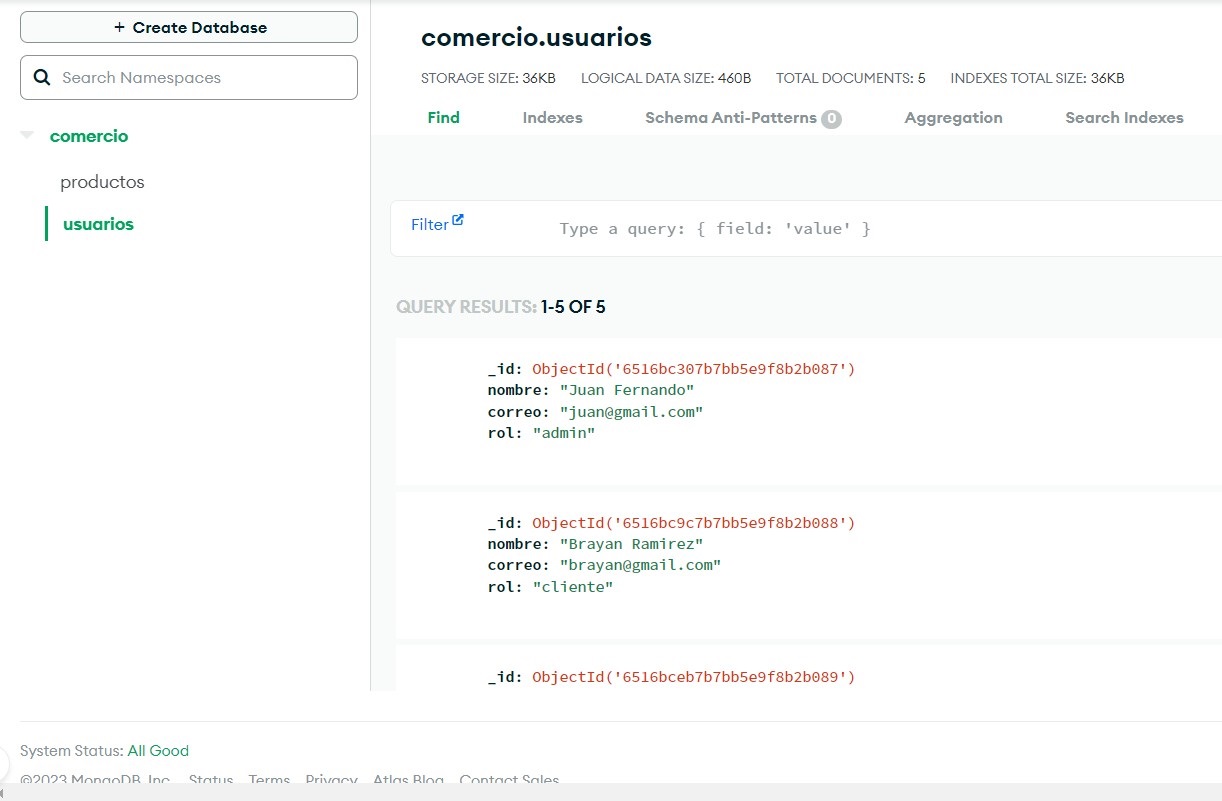 + Create Database
Search Namespaces
comercio
productos
usuarios
comercio.usuarios
STORAGE SIZE: 36KB LOGICAL DATA SIZE: 460B TOTAL DOCUMENTS: 5 INDEXES TOTAL SIZE: 36KB
Find Indexes Schema Anti-Patterns 0 Aggregation Search Indexes
Filter Type a query: { field: 'value' }
QUERY RESULTS: 1-5 OF 5
_id: ObjectId('6516bc307b7bb5e9f8b2b087')
nombre: "Juan Fernando"
correo: "juan@gmail.com"
rol: "admin"
_id: ObjectId('6516bc9c7b7bb5e9f8b2b088')
nombre: "Brayan Ramirez"
correo: "brayan@gmail.com"
rol: "cliente"
_id: ObjectId('6516bceb7b7bb5e9f8b2b089')
System Status: All Good
©2023 MongoDB, Inc. Status Terms Privacy Atlas Blog Contact Sales